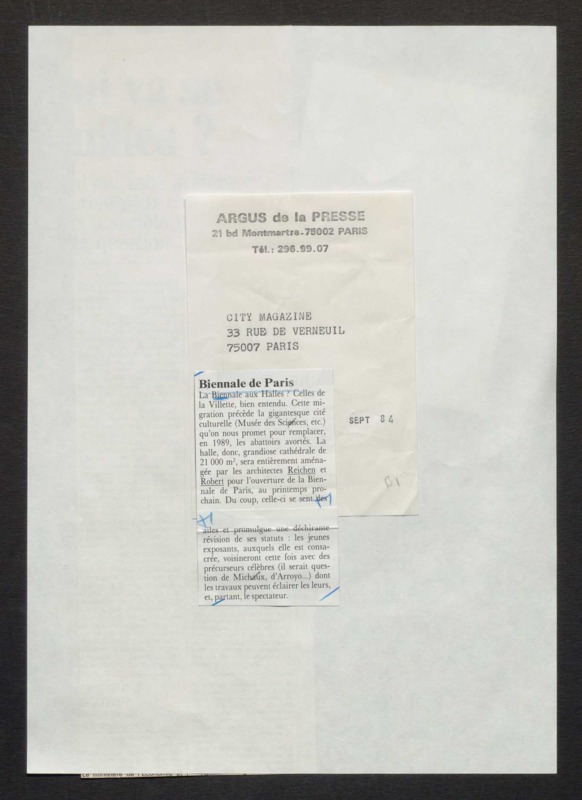 ARGUS de la PRESSE
21 bd Montmartre-75002 PARIS
Tél.: 296.99.07
CITY MAGAZINE
33 RUE DE VERNEUIL
75007 PARIS
SEPT 84
Biennale de Paris
La Biennale aux Halles ? Celles de
la Villette, bien entendu. Cette mi-
gration précède la gigantesque cité
culturelle (Musée des Sciences, etc.)
qu'on nous promet pour remplacer,
en 1989, les abattoirs avortés. La
halle, donc, grandiose cathédrale de
21 000 m², sera entièrement aména-
gée par les architectes Reichen et
Robert pour l'ouverture de la Bien-
nale de Paris, au printemps pro-
chain. Du coup, celle-ci se sent des
ailes et promulgue une déchirante
révision de ses statuts : les jeunes
exposants, auxquels elle est consa-
crée, voisineront cette fois avec des
précurseurs célèbres (il serait ques-
tion de Michaux, d'Arroyo...) dont
les travaux peuvent éclairer les leurs,
et, partant, le spectateur.